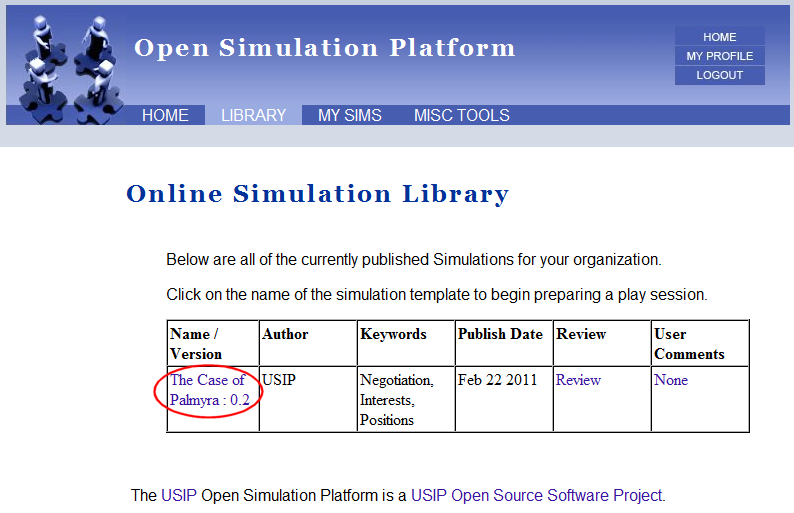 Open Simulation Platform
HOME
MY PROFILE
LOGOUT
HOME LIBRARY MY SIMS MISC TOOLS
Online Simulation Library
Below are all of the currently published Simulations for your organization.
Click on the name of the simulation template to begin preparing a play session.
Name / Version Author Keywords Publish Date Review User Comments
The Case of Palmyra : 0.2 USIP Negotiation, Interests, Positions Feb 22 2011 Review None
The USIP Open Simulation Platform is a USIP Open Source Software Project.